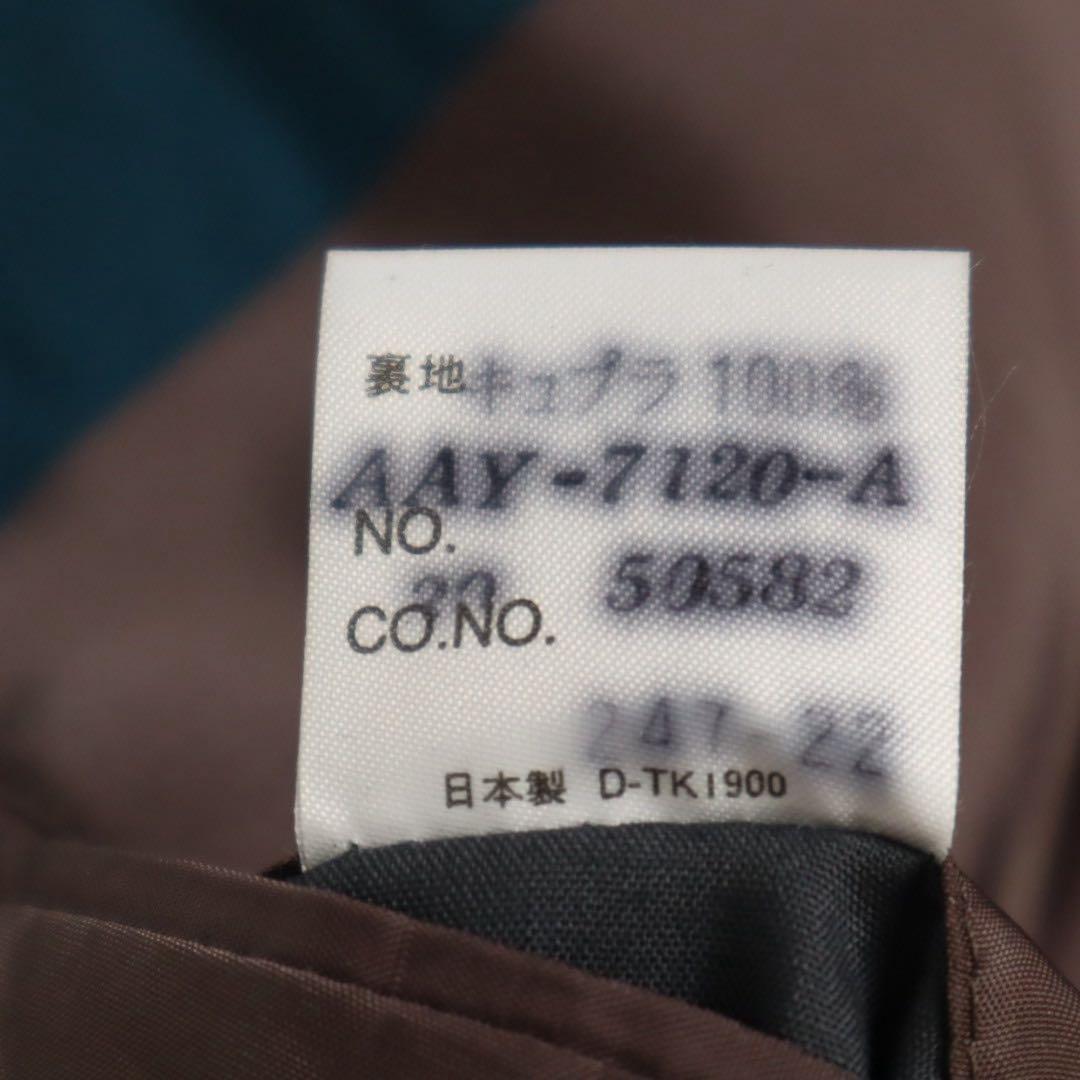 裏地 キュプラ 100%
AAY-7120-A
NO.
20 50582
CO.NO.
247-22
日本製 D-TK1900